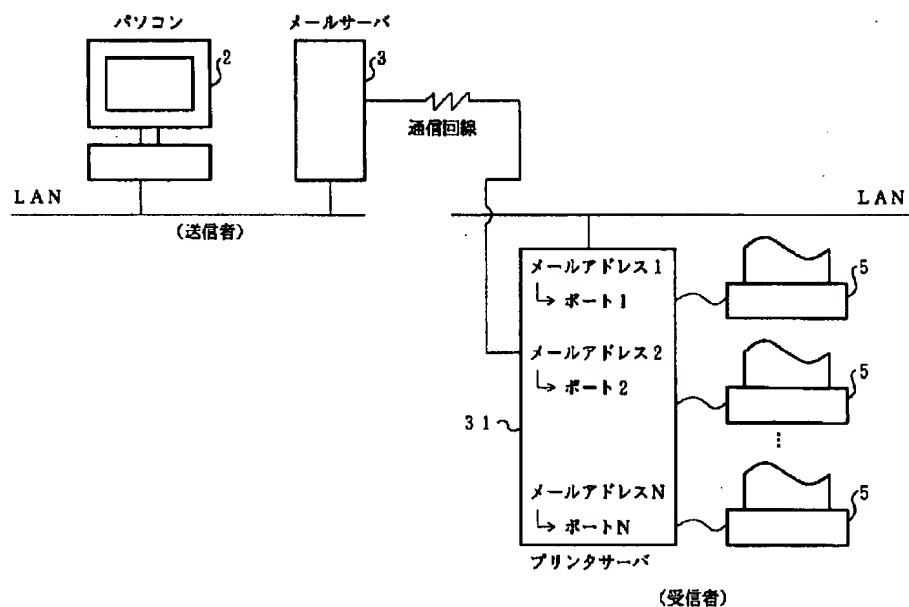 パソコン
メールサーバ
2
3
通信回線
LAN
LAN
(送信者)
メールアドレス1
ポート1
5
メールアドレス2
ポート2
5
31
メールアドレスN
ポートN
5
プリンタサーバ
(受信者)